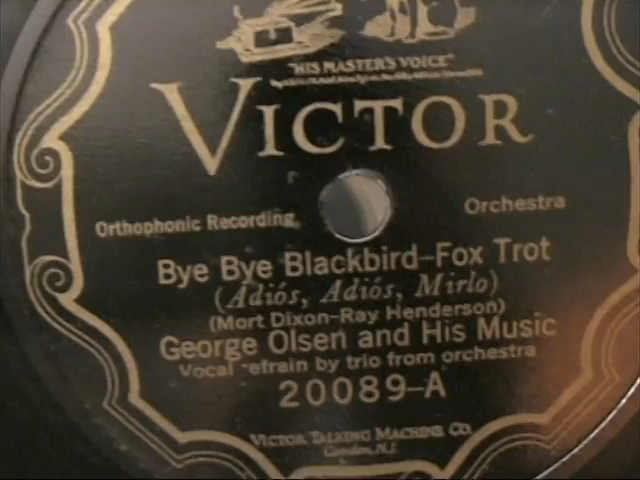 "HIS MASTER'S VOICE"
VICTOR
Orthophonic Recording
Orchestra
Bye Bye Blackbird–Fox Trot
(Adiós, Adiós, Mirlo)
(Mort Dixon-Ray Henderson)
George Olsen and His Music
Vocal efrain by trio from orchestra
20089-A
VICTOR TALKING MACHINE CO.
Camden, N.J.